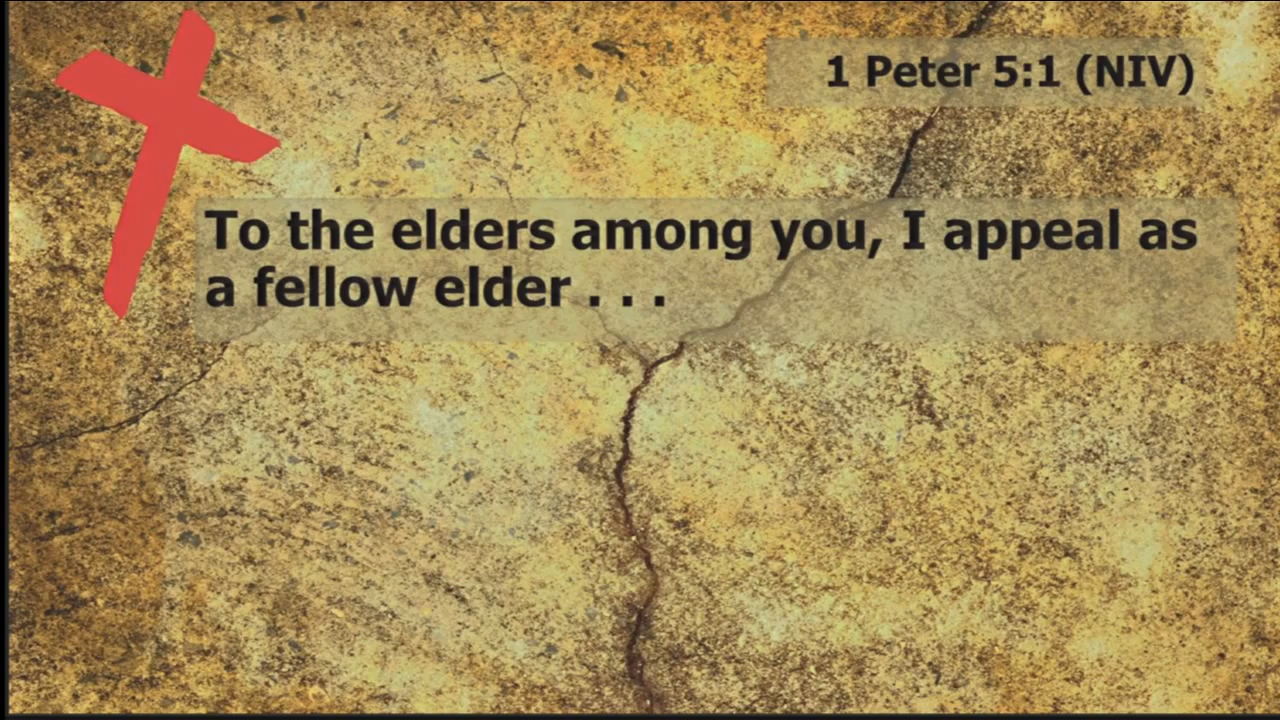 1 Peter 5:1 (NIV)
To the elders among you, I appeal as
a fellow elder . . .